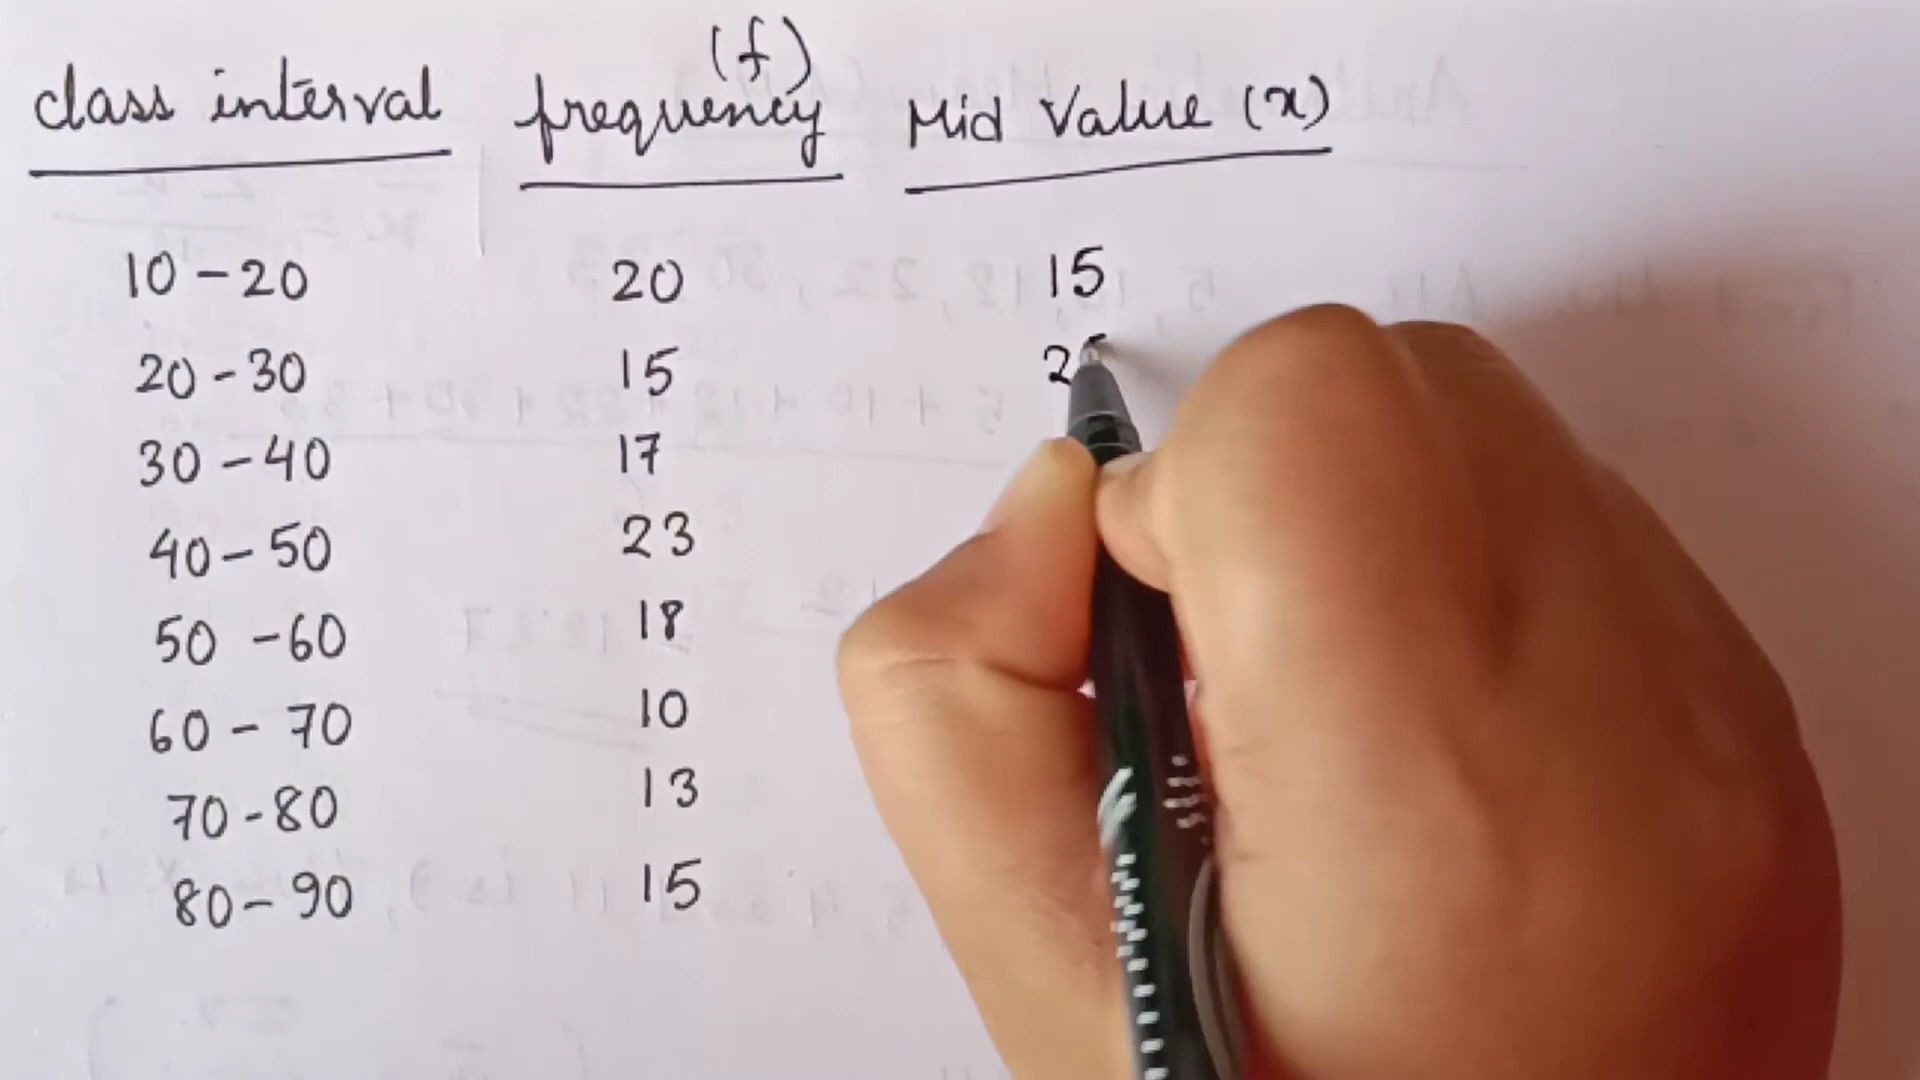 (f)
class interval frequency Mid Value (x)
10-20 20 15
20-30 15 25
30-40 17
40-50 23
50-60 18
60-70 10
70-80 13
80-90 15